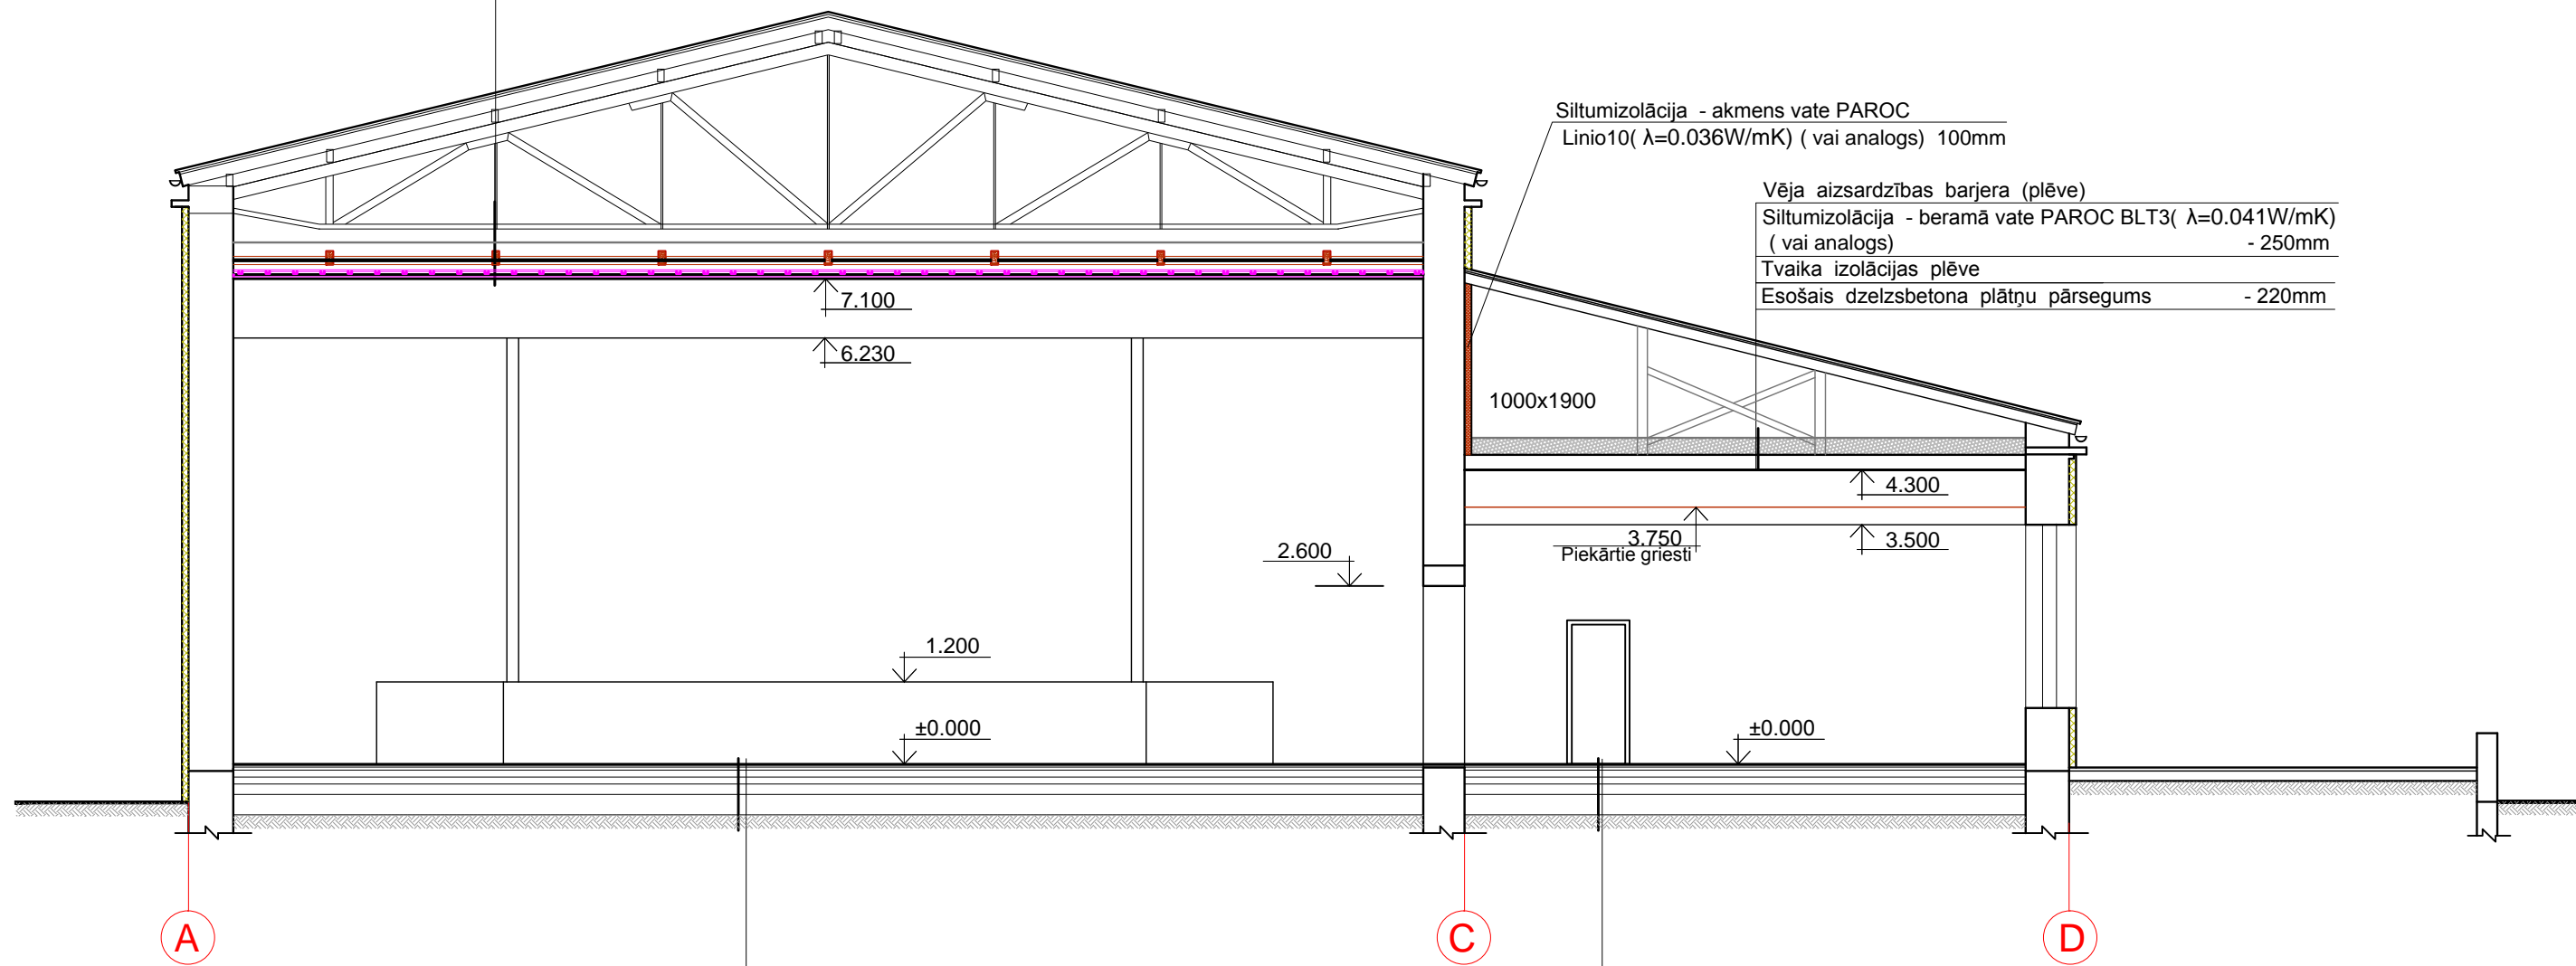 Siltumizolācija - akmens vate PAROC
Linio10( λ=0.036W/mK) ( vai analogs) 100mm
Vēja aizsardzības barjera (plēve)
Siltumizolācija - beramā vate PAROC BLT3( λ=0.041W/mK)
( vai analogs) - 250mm
Tvaika izolācijas plēve
Esošais dzelzsbetona plātņu pārsegums - 220mm
7.100
6.230
1000x1900
4.300
3.750
Piekārtie griesti
3.500
2.600
1.200
±0.000
±0.000
A
C
D